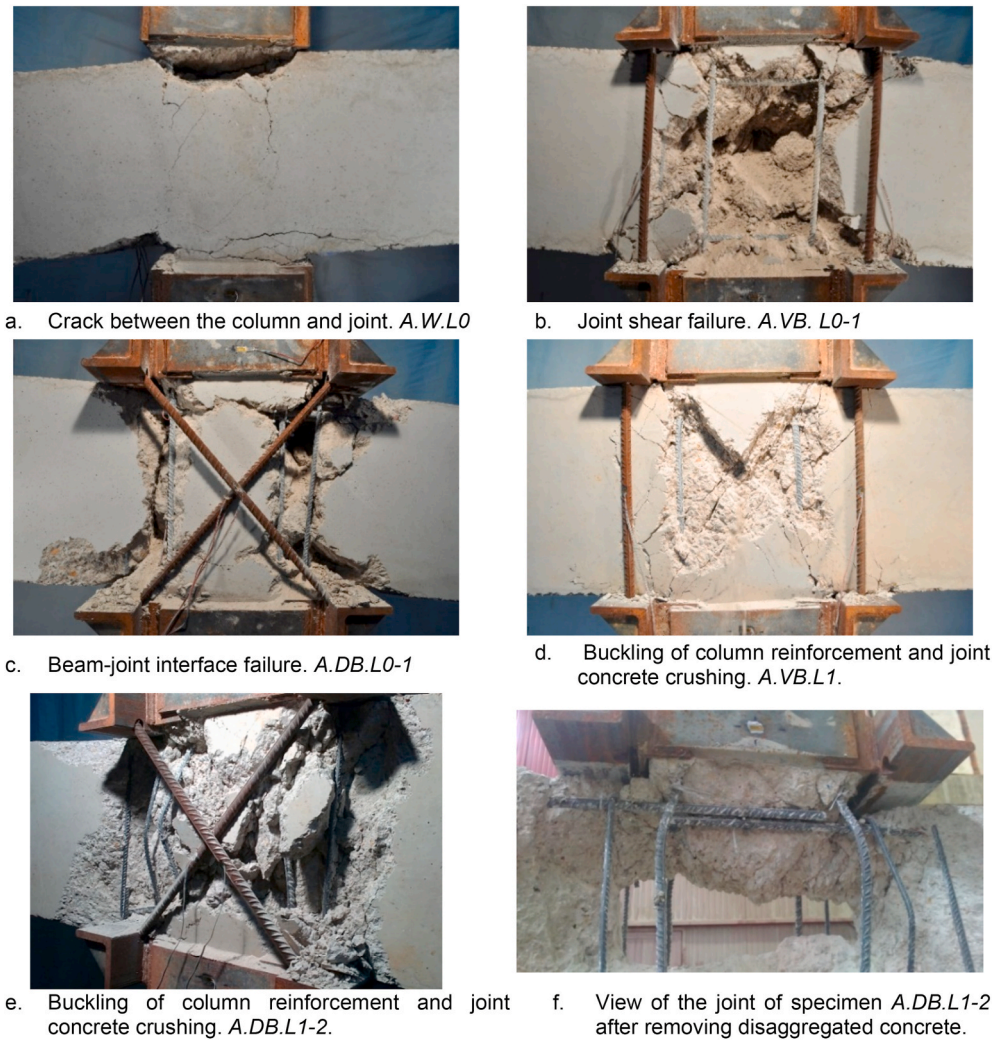 a. Crack between the column and joint. A.W.L0
b. Joint shear failure. A.VB. L0-1
c. Beam-joint interface failure. A.DB.L0-1
d. Buckling of column reinforcement and joint
concrete crushing. A.VB.L1.
e. Buckling of column reinforcement and joint
concrete crushing. A.DB.L1-2.
f. View of the joint of specimen A.DB.L1-2
after removing disaggregated concrete.